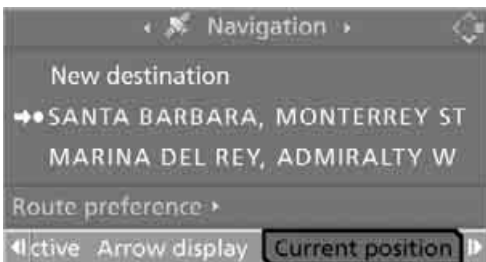 Navigation
New destination
SANTA BARBARA, MONTERREY ST
MARINA DEL REY, ADMIRALTY W
Route preference
ctive Arrow display Current position